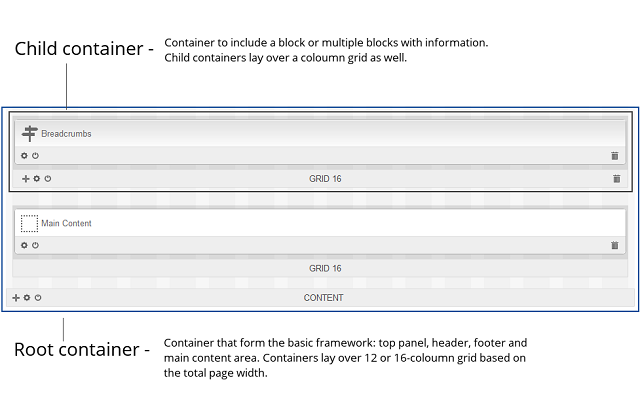 Child container -
Container to include a block or multiple blocks with information.
Child containers lay over a coloumn grid as well.
Breadcrumbs
GRID 16
Main Content
GRID 16
CONTENT
Root container -
Container that form the basic framework: top panel, header, footer and
main content area. Containers lay over 12 or 16-coloumn grid based on
the total page width.